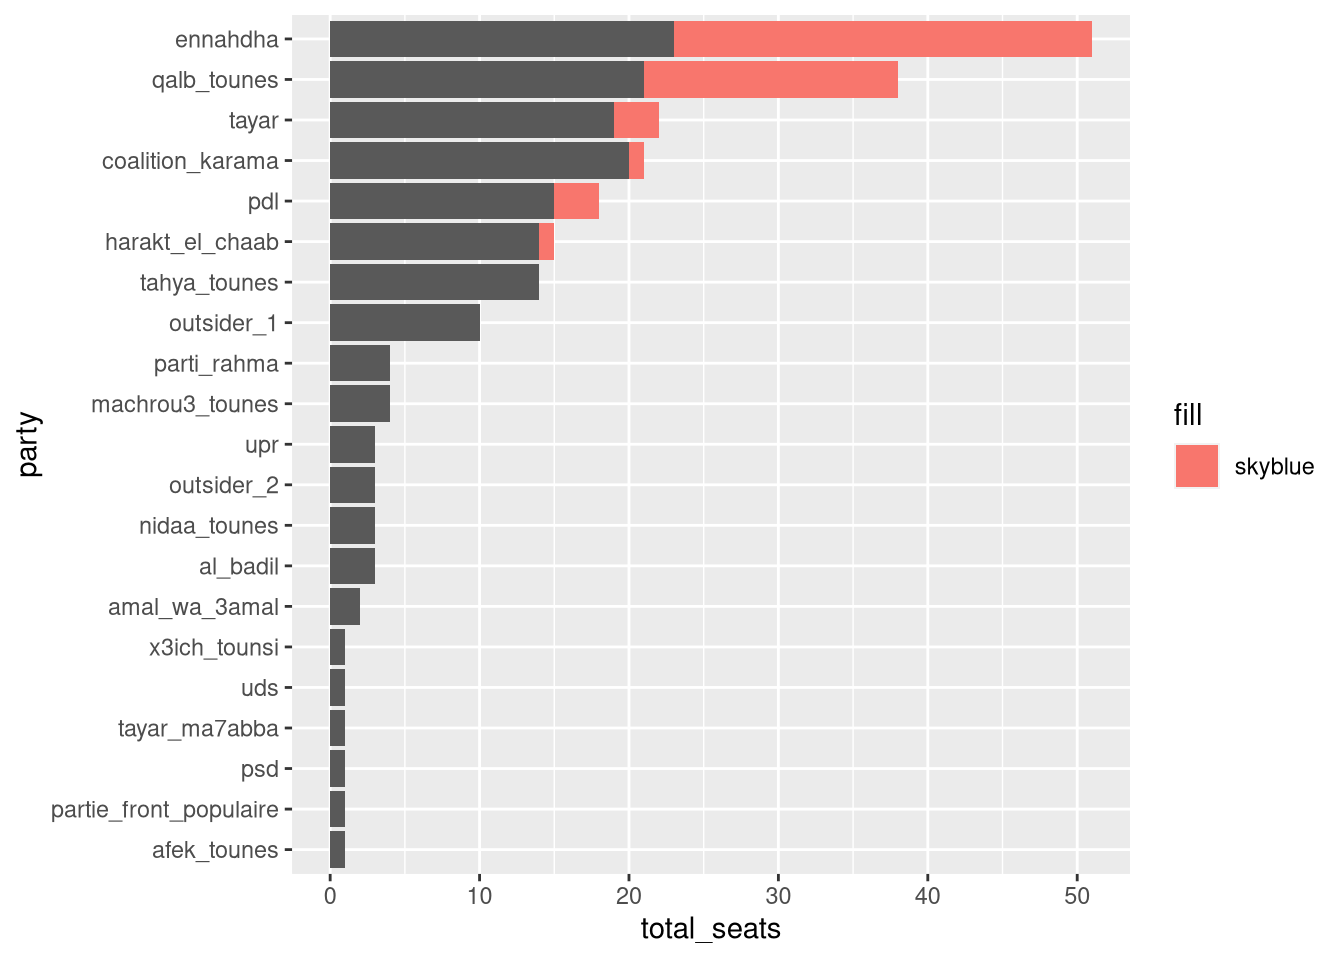 ennahdha
qalb_tounes
tayar
coalition_karama
pdl
harakt_el_chaab
tahya_tounes
outsider_1
parti_rahma
machrou3_tounes
upr
outsider_2
nidaa_tounes
al_badil
amal_wa_3amal
x3ich_tounsi
uds
tayar_ma7abba
psd
partie_front_populaire
afek_tounes
party
0 10 20 30 40 50
total_seats
fill
skyblue